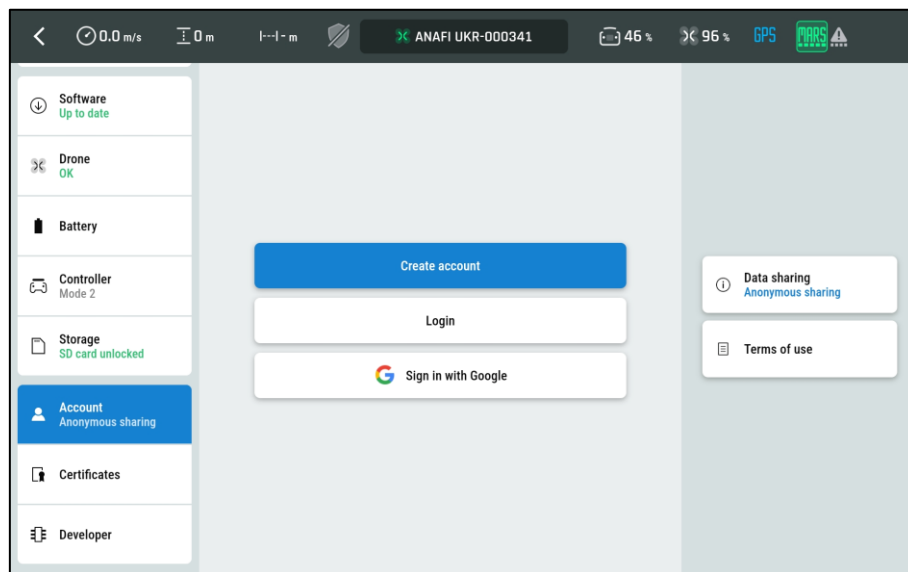 0.0 m/s
0 m
- m
ANAFI UKR-000341
46 %
96 %
GPS
MARS
Software
Up to date
Drone
OK
Battery
Controller
Mode 2
Storage
SD card unlocked
Account
Anonymous sharing
Certificates
Developer
Create account
Login
Sign in with Google
Data sharing
Anonymous sharing
Terms of use